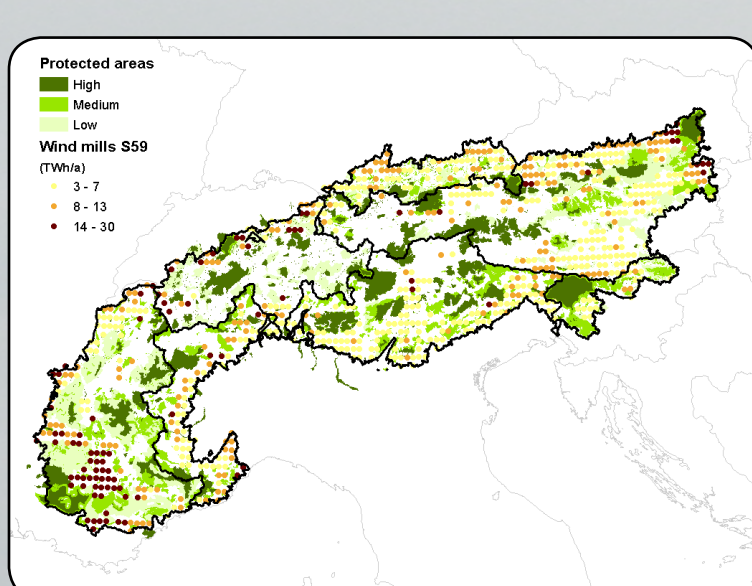 Protected areas
High
Medium
Low
Wind mills S59
(TWh/a)
3 - 7
8 - 13
14 - 30